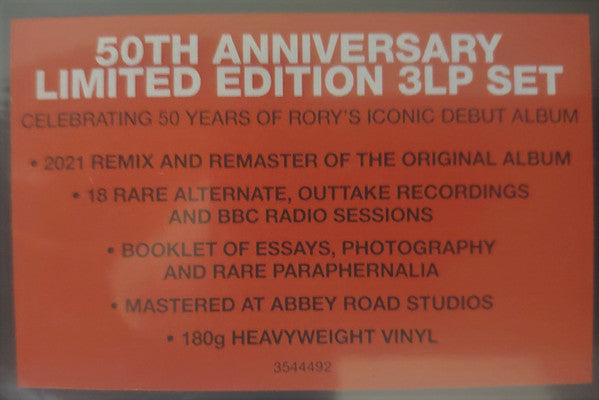 50TH ANNIVERSARY
LIMITED EDITION 3LP SET
CELEBRATING 50 YEARS OF RORY'S ICONIC DEBUT ALBUM
• 2021 REMIX AND REMASTER OF THE ORIGINAL ALBUM
• 18 RARE ALTERNATE, OUTTAKE RECORDINGS
AND BBC RADIO SESSIONS
• BOOKLET OF ESSAYS, PHOTOGRAPHY
AND RARE PARAPHERNALIA
• MASTERED AT ABBEY ROAD STUDIOS
• 180g HEAVYWEIGHT VINYL
3544492